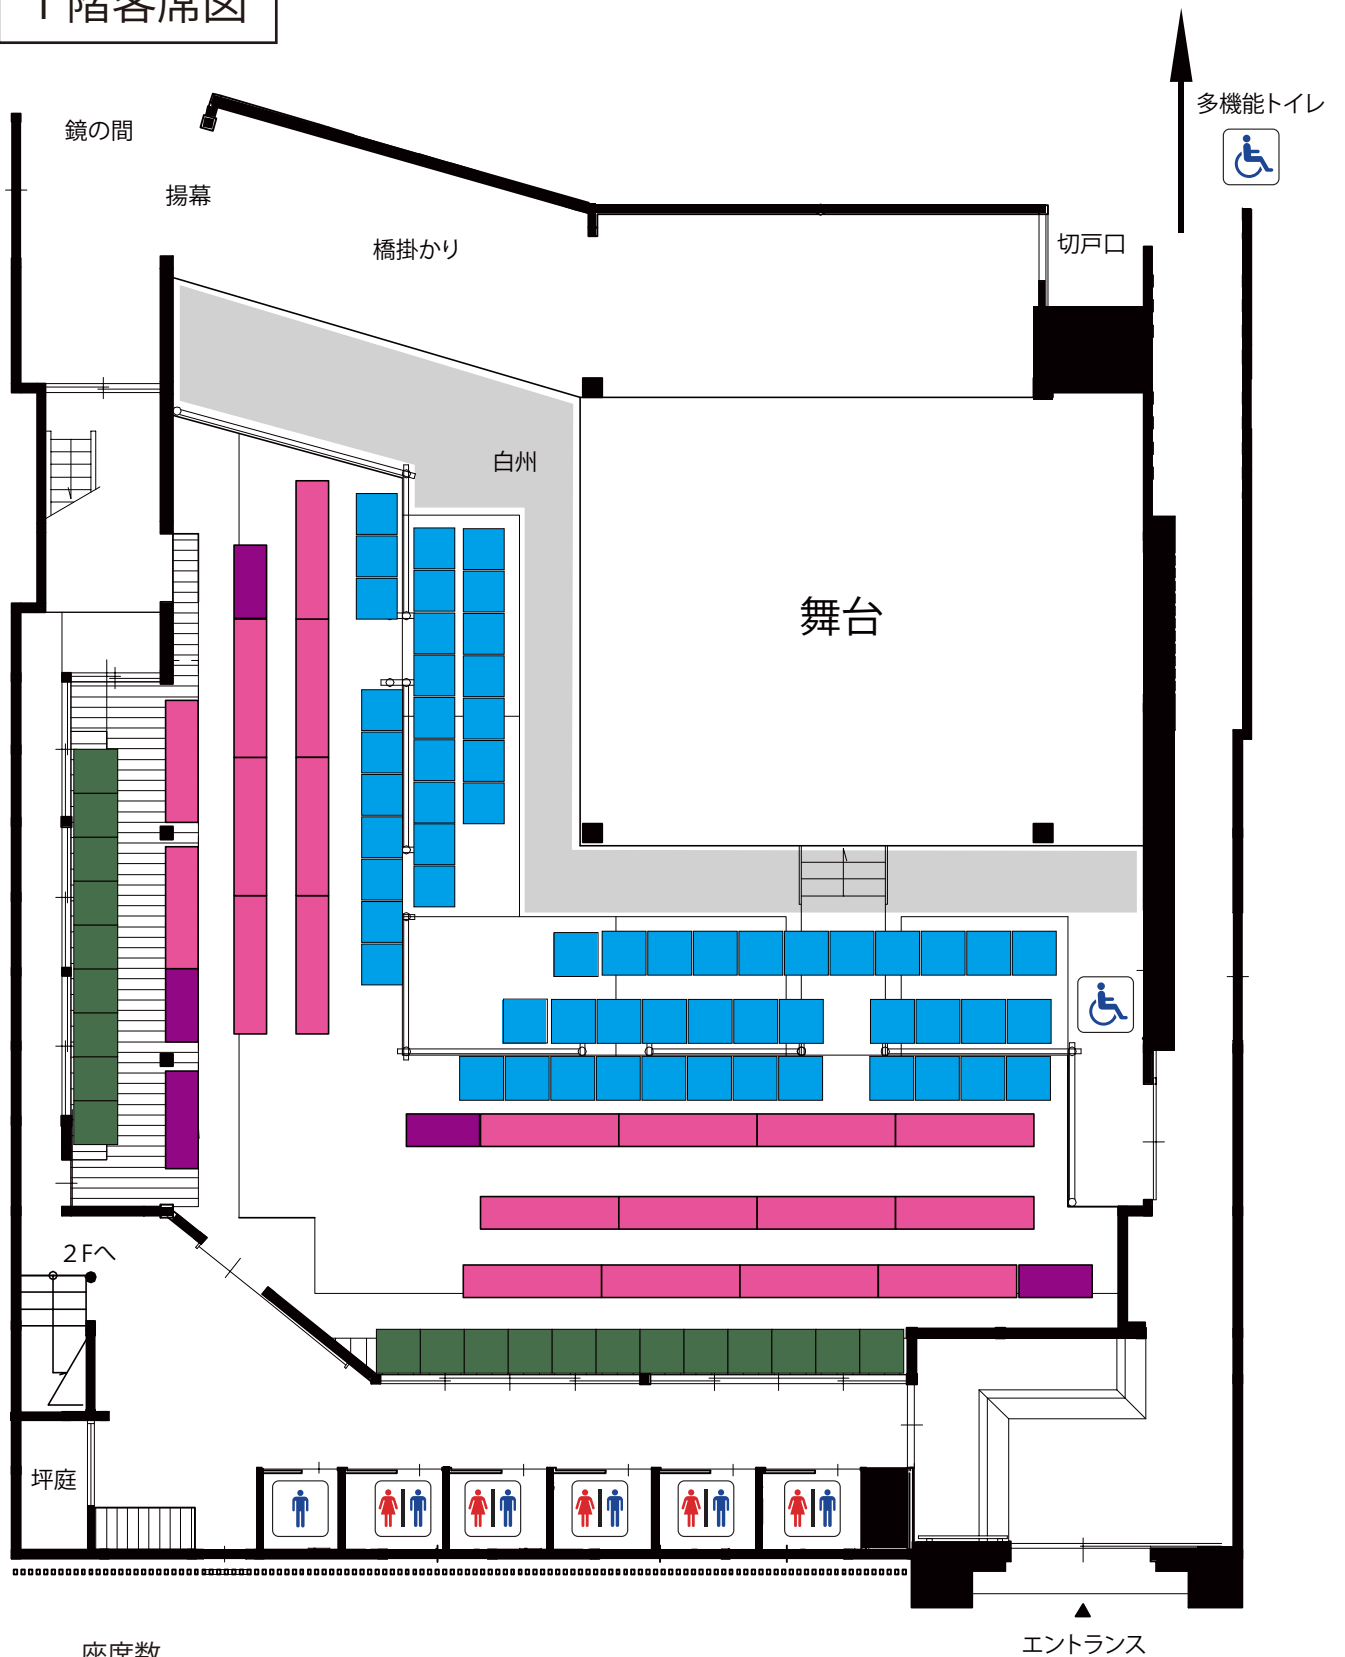 1階客席図
多機能トイレ
鏡の間
揚幕
橋掛かり
切戸口
白州
舞台
2Fへ
坪庭
エントランス
座席数